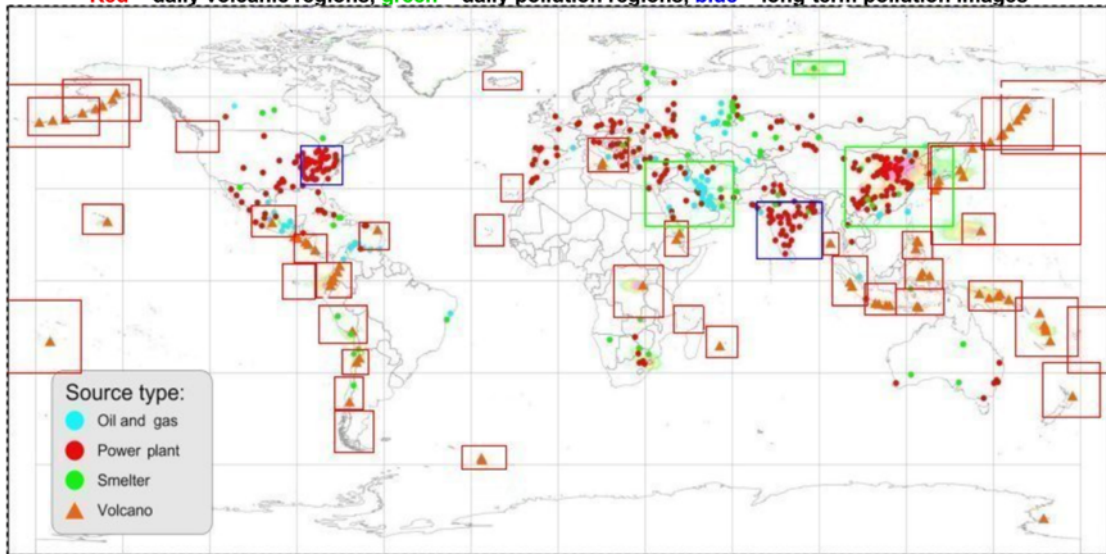 Red = daily volcanic regions, green = daily pollution regions, blue = long-term pollution images
Source type:
Oil and gas
Power plant
Smelter
Volcano